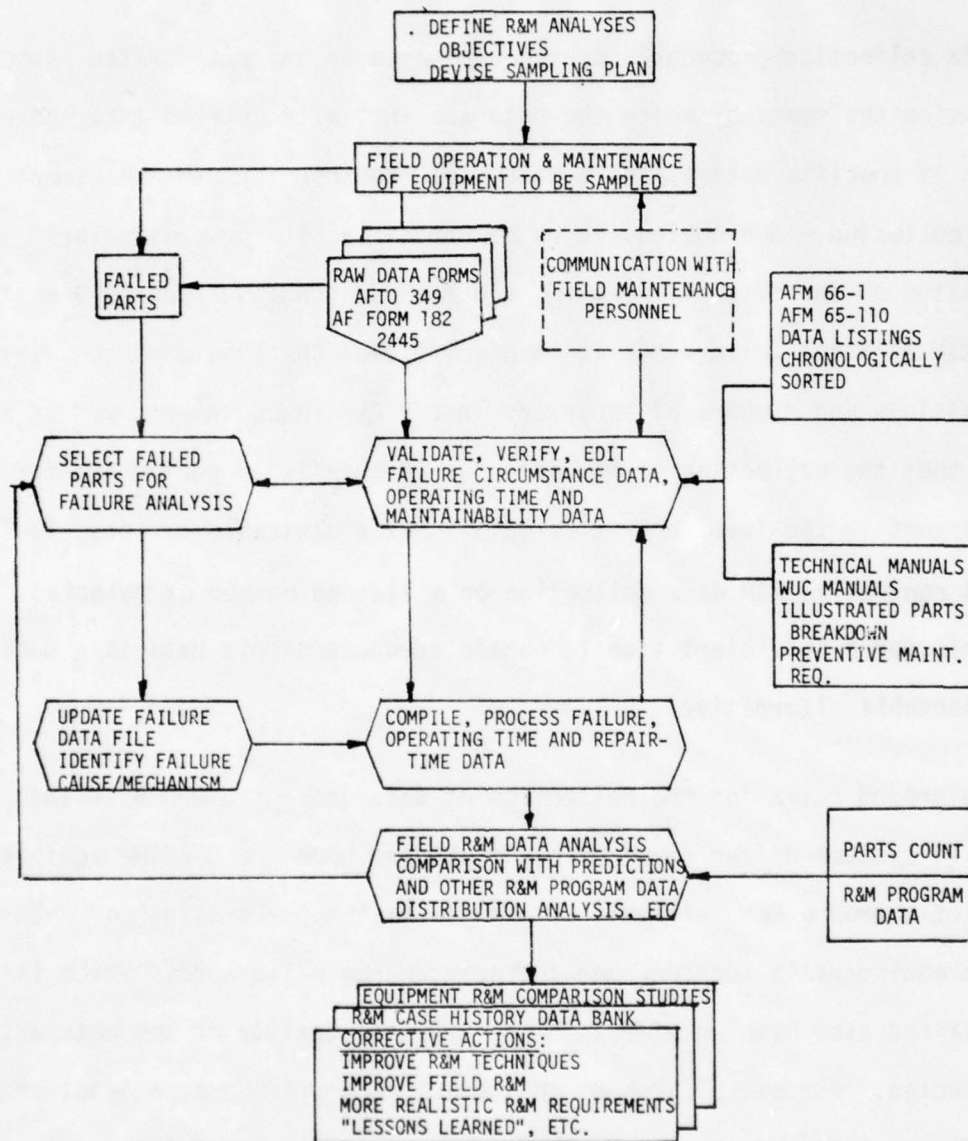 . DEFINE R&M ANALYSES
OBJECTIVES
DEVISE SAMPLING PLAN
FIELD OPERATION & MAINTENANCE
OF EQUIPMENT TO BE SAMPLED
FAILED
PARTS
RAW DATA FORMS
AFTO 349
AF FORM 182
2445
COMMUNICATION WITH
FIELD MAINTENANCE
PERSONNEL
AFM 66-1
AFM 65-110
DATA LISTINGS
CHRONOLOGICALLY
SORTED
SELECT FAILED
PARTS FOR
FAILURE ANALYSIS
VALIDATE, VERIFY, EDIT
FAILURE CIRCUMSTANCE DATA,
OPERATING TIME AND
MAINTAINABILITY DATA
TECHNICAL MANUALS
WUC MANUALS
ILLUSTRATED PARTS
BREAKDOWN
PREVENTIVE MAINT.
REQ.
UPDATE FAILURE
DATA FILE
IDENTIFY FAILURE
CAUSE/MECHANISM
COMPILE, PROCESS FAILURE,
OPERATING TIME AND REPAIR-
TIME DATA
FIELD R&M DATA ANALYSIS
COMPARISON WITH PREDICTIONS
AND OTHER R&M PROGRAM DATA
DISTRIBUTION ANALYSIS, ETC
PARTS COUNT
R&M PROGRAM
DATA
EQUIPMENT R&M COMPARISON STUDIES
R&M CASE HISTORY DATA BANK
CORRECTIVE ACTIONS:
IMPROVE R&M TECHNIQUES
IMPROVE FIELD R&M
MORE REALISTIC R&M REQUIREMENTS
"LESSONS LEARNED", ETC.